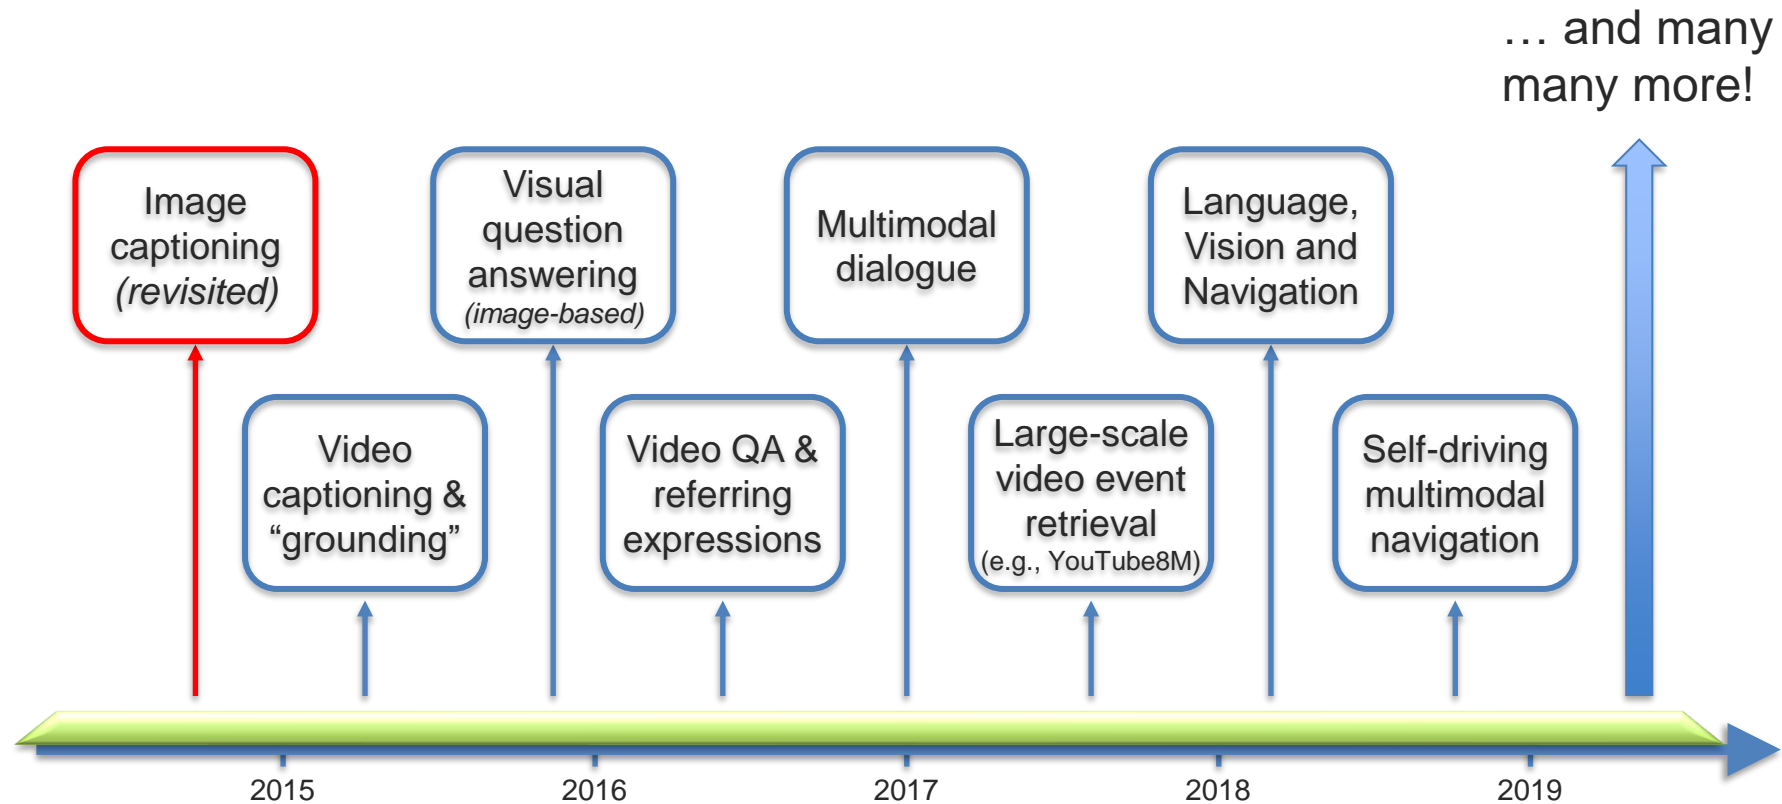 … and many
many more!
Image
captioning
(revisited)
Visual
question
answering
(image-based)
Multimodal
dialogue
Language,
Vision and
Navigation
Video
captioning &
“grounding”
Video QA &
referring
expressions
Large-scale
video event
retrieval
(e.g., YouTube8M)
Self-driving
multimodal
navigation
2015
2016
2017
2018
2019